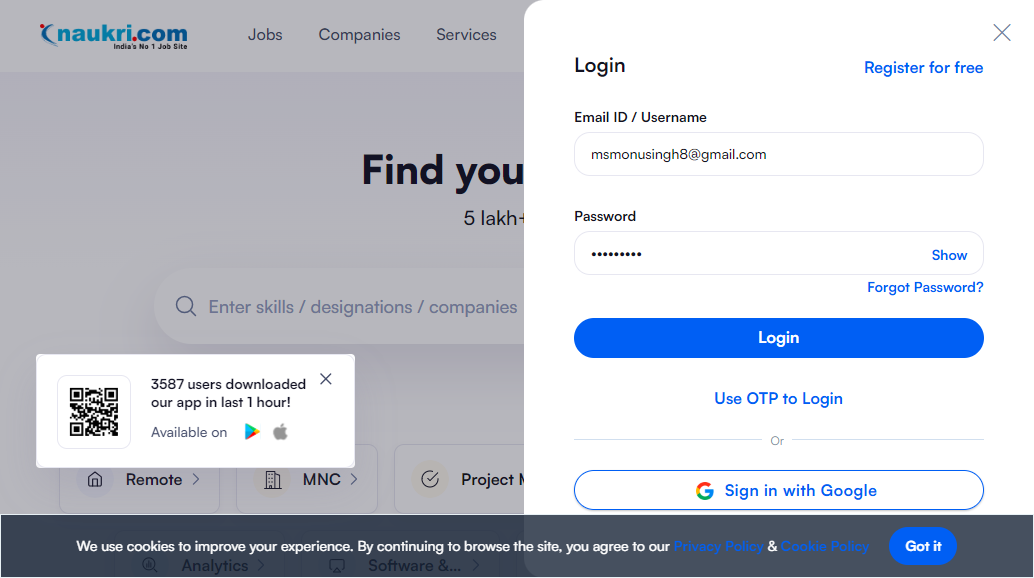 naukri.com
India's No 1 Job Site
Jobs
Companies
Services
Find you
5 lakh+
Enter skills / designations / companies
3587 users downloaded
our app in last 1 hour!
Available on
Remote
MNC
Project M
Analytics
Software &...
Login
Register for free
Email ID / Username
msmonusingh8@gmail.com
Password
•••••••••
Show
Forgot Password?
Login
Use OTP to Login
Or
Sign in with Google
We use cookies to improve your experience. By continuing to browse the site, you agree to our Privacy Policy & Cookie Policy
Got it